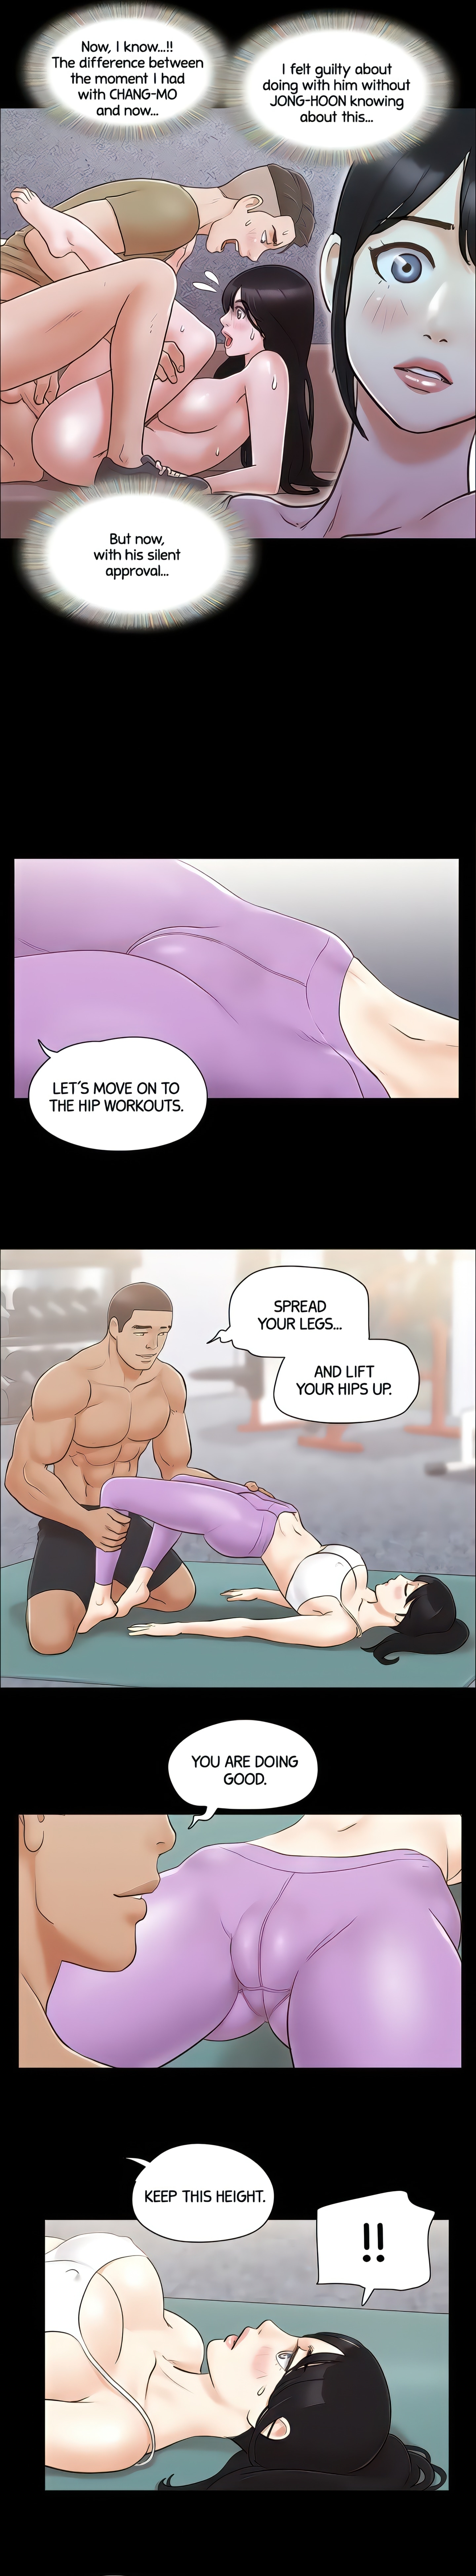 Now, I know...!!
The difference between
the moment I had
with CHANG-MO
and now...
I felt guilty about
doing with him without
JONG-HOON knowing
about this...
But now,
with his silent
approval...
LET'S MOVE ON TO
THE HIP WORKOUTS.
SPREAD
YOUR LEGS...
AND LIFT
YOUR HIPS UP.
YOU ARE DOING
GOOD.
KEEP THIS HEIGHT.
!!